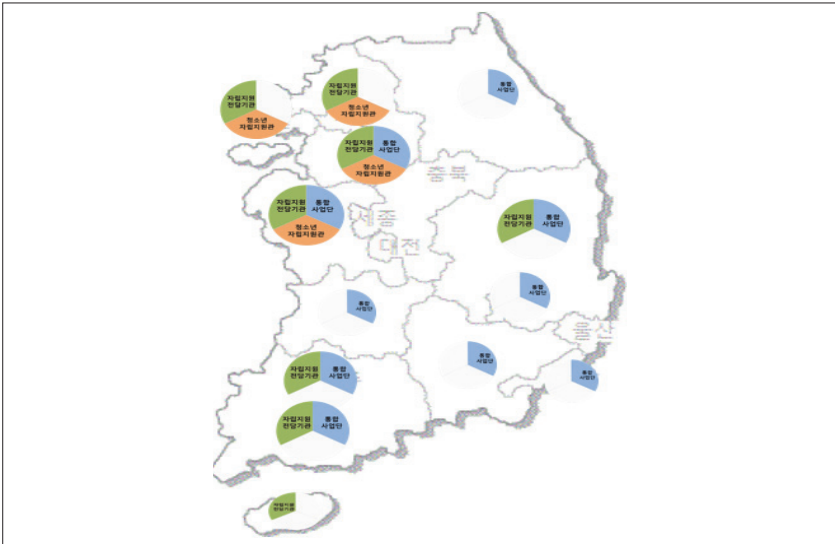 통합
사업단
자립지원
전담기관
자립지원
전담기관
청소년
자립지원관
청소년
자립지원관
자립지원
전담기관
통합
사업단
청소년
자립지원관
충북
자립지원
전담기관
통합
사업단
청소년
자립지원관
세종
대전
자립지원
전담기관
통합
사업단
통합
사업단
통합
사업단
울산
통합
사업단
자립지원
전담기관
통합
사업단
통합
사업단
자립지원
전담기관
통합
사업단
자립지원
전담기관